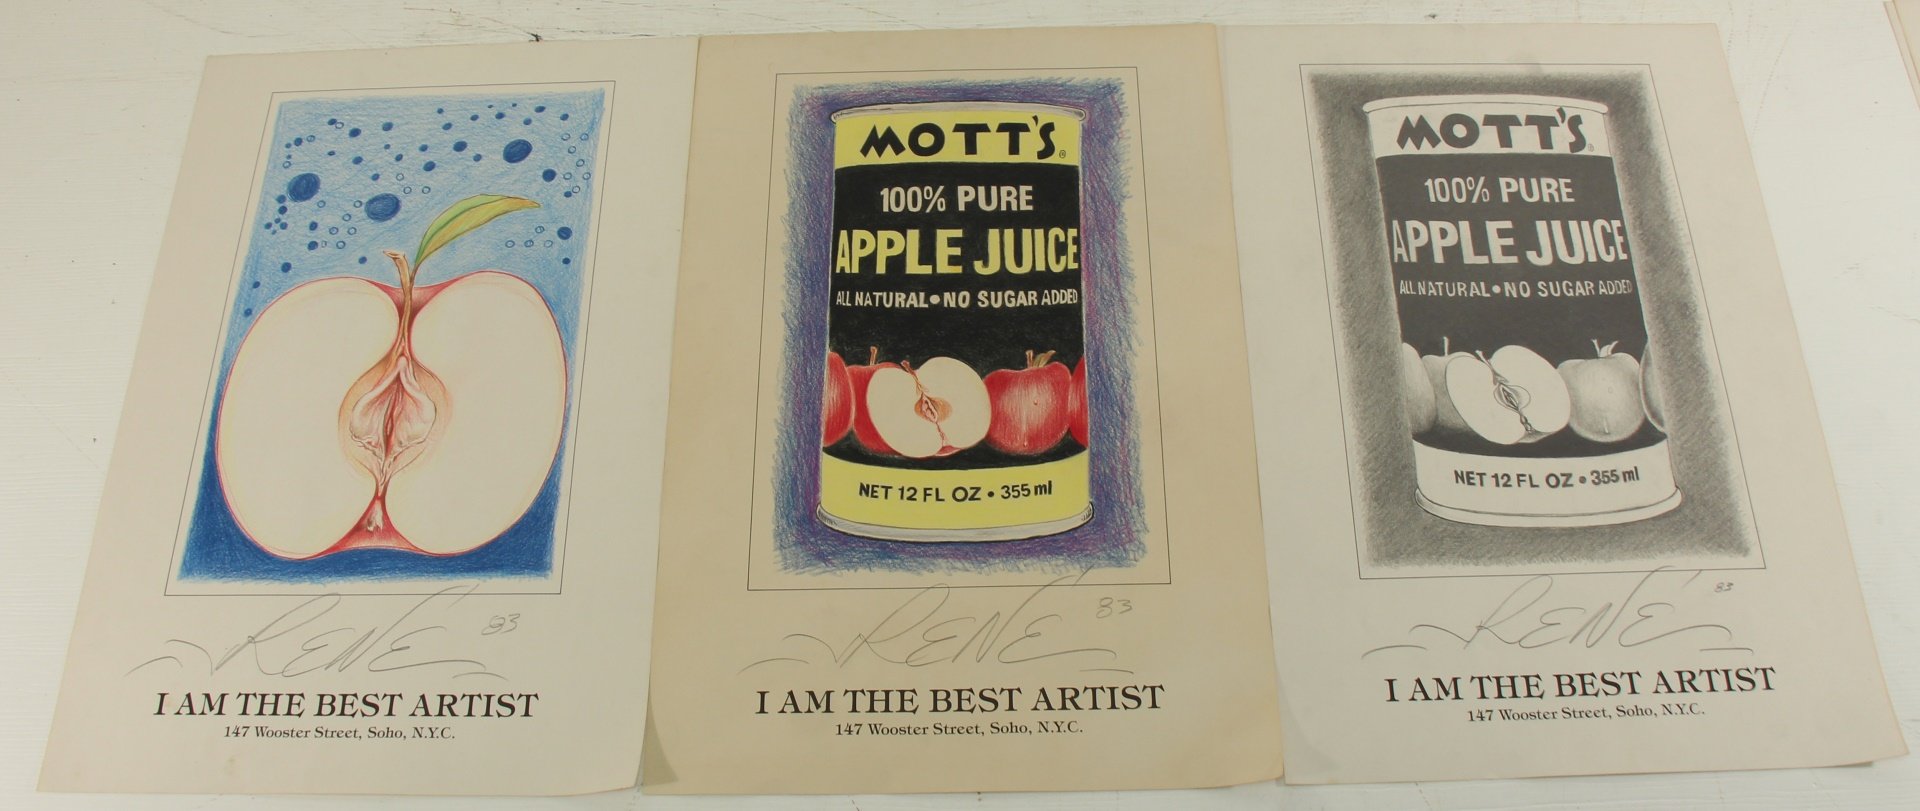 RENÉ 83
I AM THE BEST ARTIST
147 Wooster Street, Soho, N.Y.C.
MOTT'S®
100% PURE
APPLE JUICE
ALL NATURAL • NO SUGAR ADDED
NET 12 FL OZ • 355 ml
RENÉ 83
I AM THE BEST ARTIST
147 Wooster Street, Soho, N.Y.C.
MOTT'S®
100% PURE
APPLE JUICE
ALL NATURAL • NO SUGAR ADDED
NET 12 FL OZ • 355 ml
RENÉ 83
I AM THE BEST ARTIST
147 Wooster Street, Soho, N.Y.C.